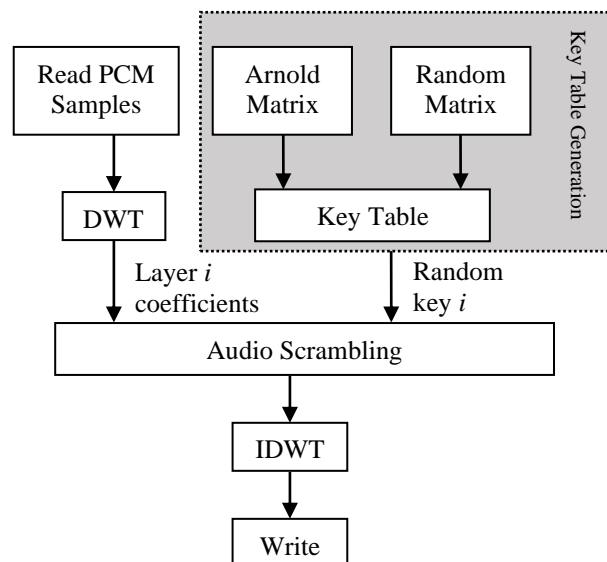 Read PCM
Samples
Arnold
Matrix
Random
Matrix
Key Table Generation
DWT
Key Table
Layer i
coefficients
Random
key i
Audio Scrambling
IDWT
Write